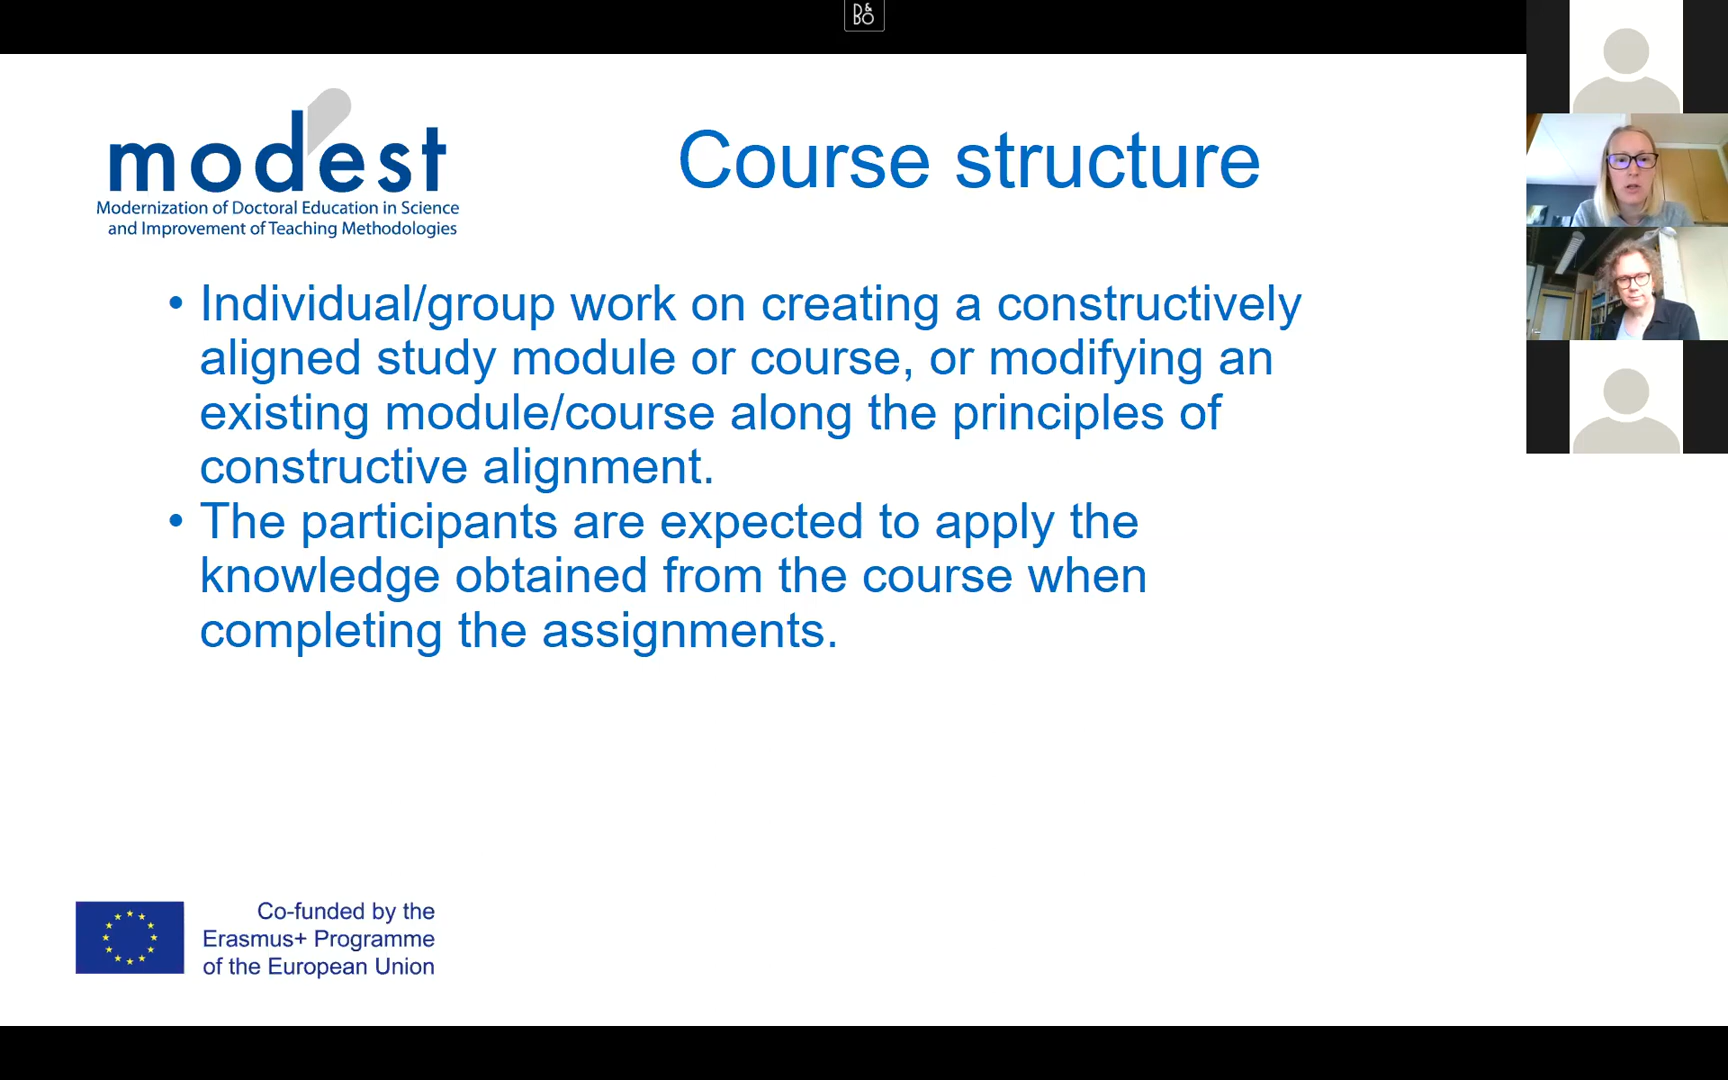 B&O
modest
Modernization of Doctoral Education in Science
and Improvement of Teaching Methodologies
Course structure
• Individual/group work on creating a constructively
aligned study module or course, or modifying an
existing module/course along the principles of
constructive alignment.
• The participants are expected to apply the
knowledge obtained from the course when
completing the assignments.
Co-funded by the
Erasmus+ Programme
of the European Union